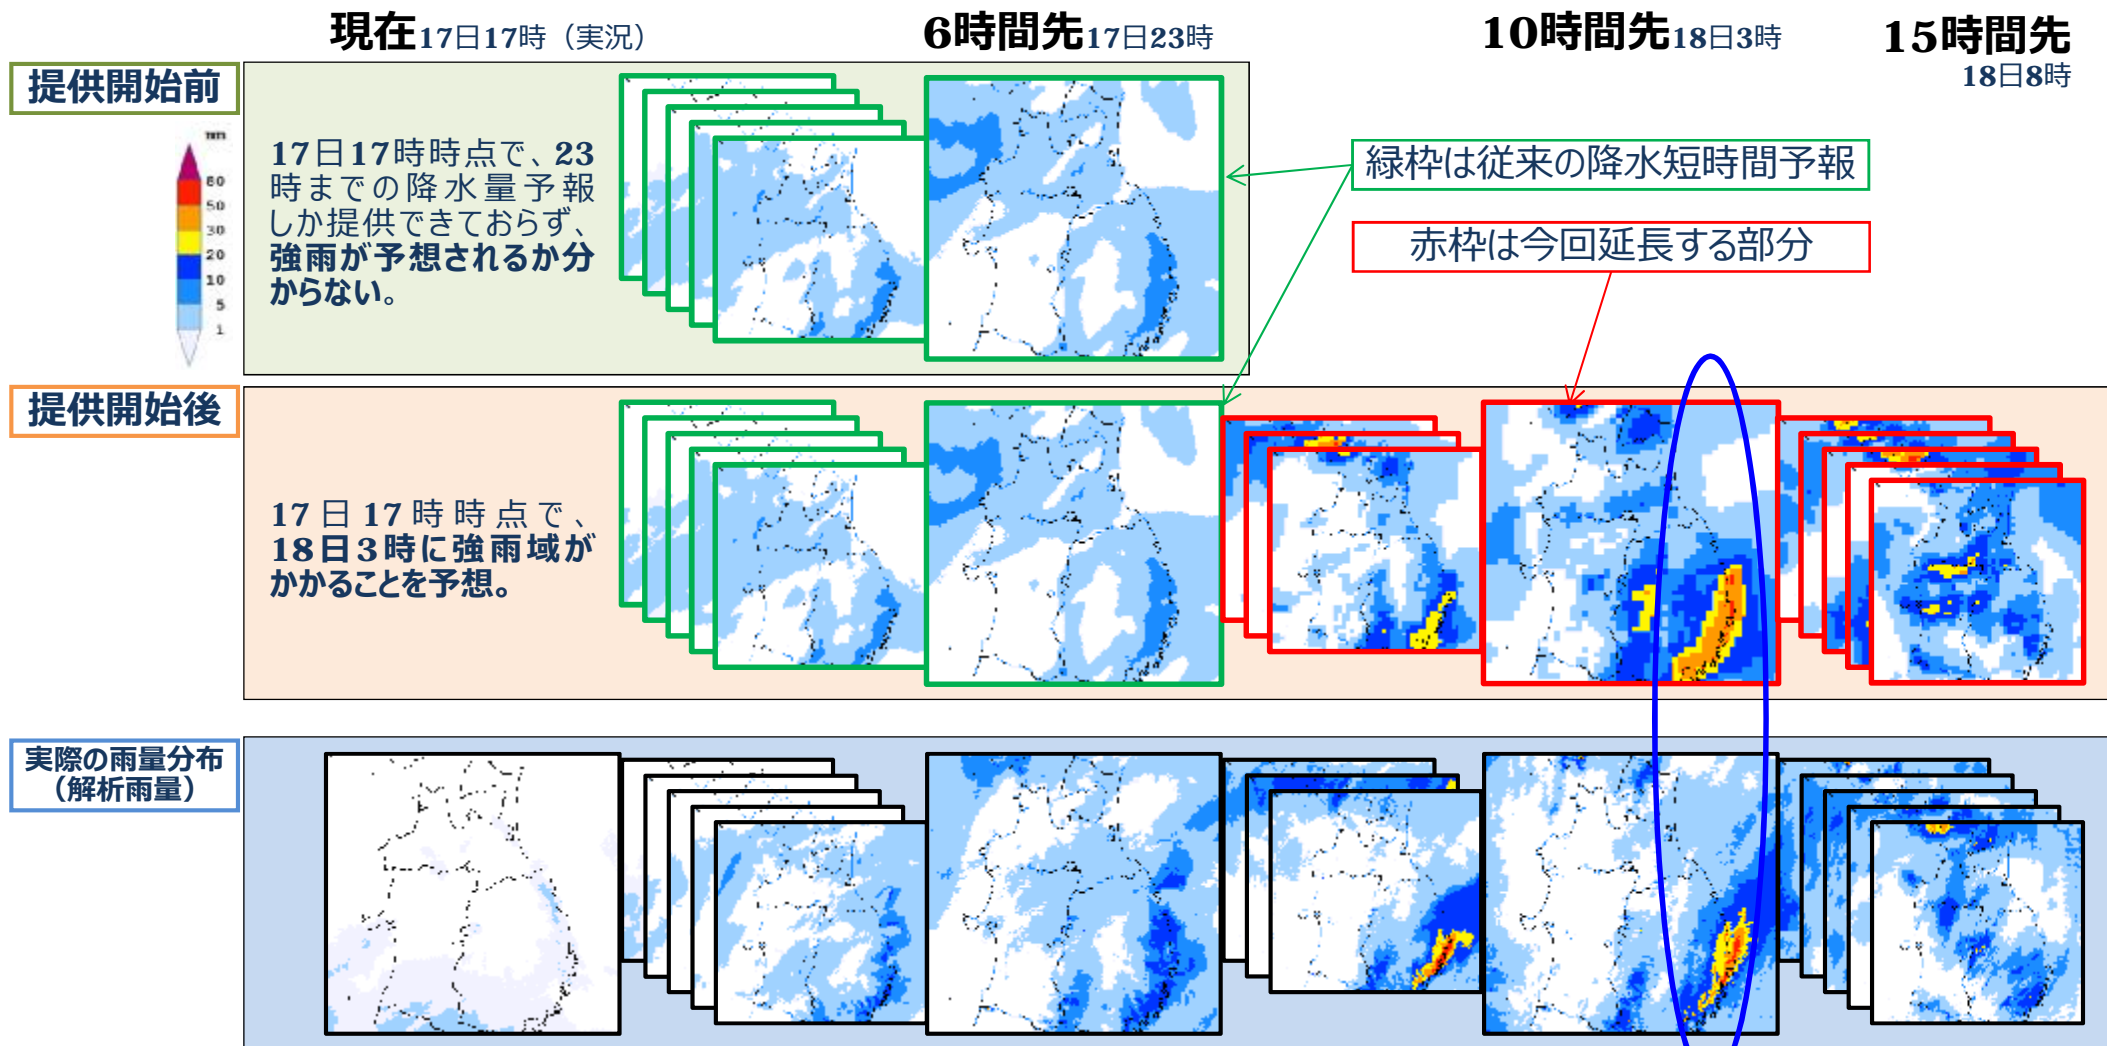 現在17日17時（実況）
6時間先17日23時
10時間先18日3時
15時間先
18日8時
提供開始前
mm
80
50
30
20
10
5
1
17日17時時点で、23
時までの降水量予報
しか提供できておらず、
強雨が予想されるか分
からない。
緑枠は従来の降水短時間予報
赤枠は今回延長する部分
提供開始後
17日17時時点で、
18日3時に強雨域が
かかることを予想。
実際の雨量分布
（解析雨量）